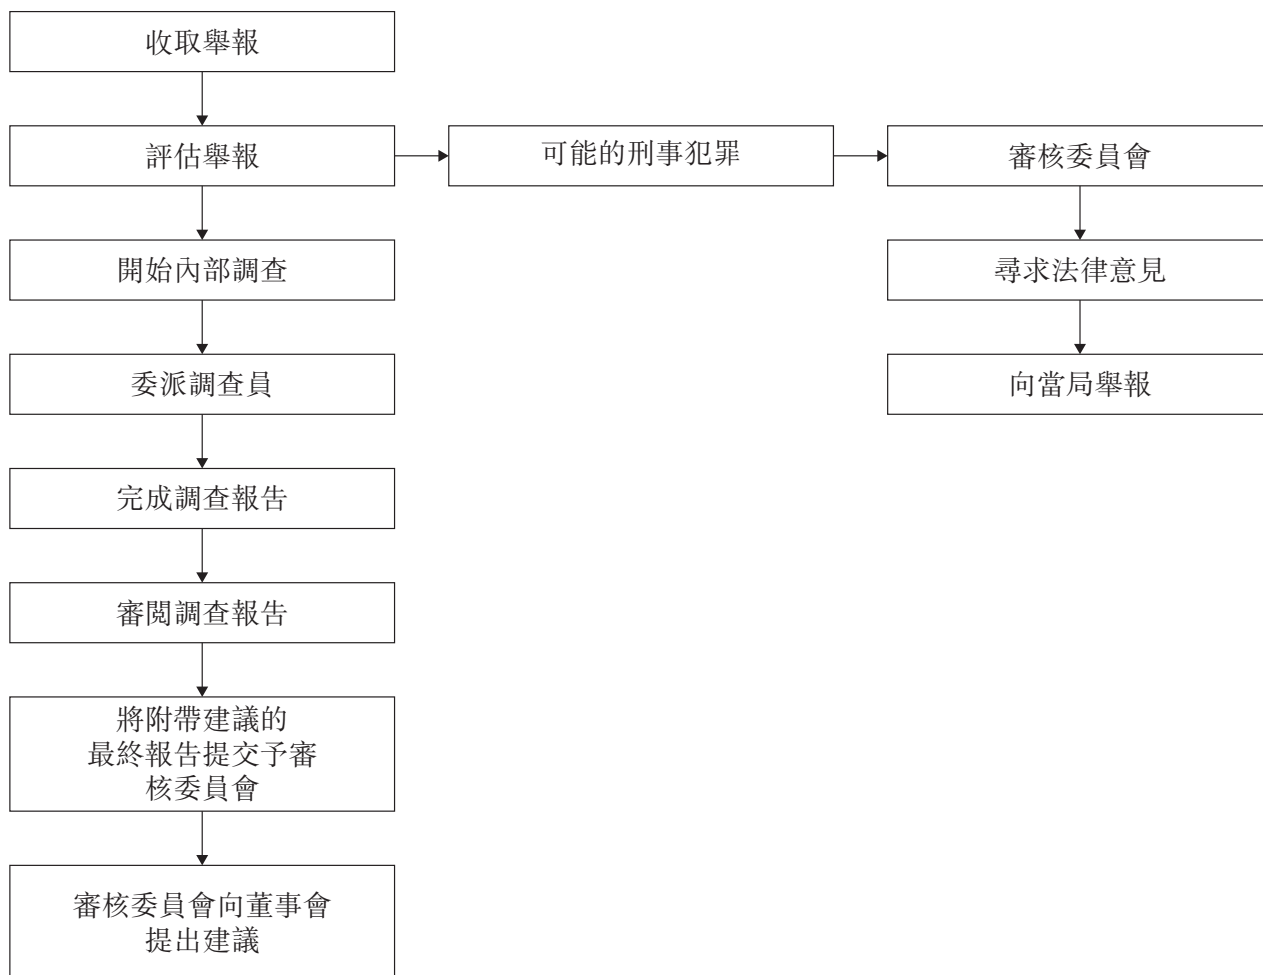 收取舉報
評估舉報
可能的刑事犯罪
審核委員會
開始內部調查
尋求法律意見
委派調查員
向當局舉報
完成調查報告
審閱調查報告
將附帶建議的
最終報告提交予審
核委員會
審核委員會向董事會
提出建議